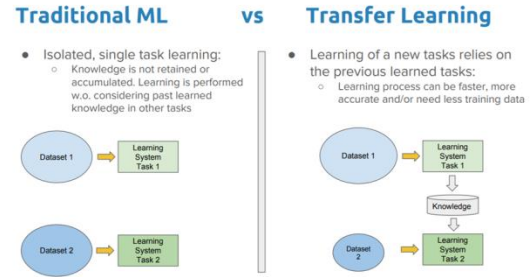 Traditional ML vs Transfer Learning
● Isolated, single task learning:
○ Knowledge is not retained or
accumulated. Learning is performed
w.o. considering past learned
knowledge in other tasks
Dataset 1
Learning
System
Task 1
Dataset 2
Learning
System
Task 2
● Learning of a new tasks relies on
the previous learned tasks:
○ Learning process can be faster, more
accurate and/or need less training data
Dataset 1
Learning
System
Task 1
Knowledge
Dataset
2
Learning
System
Task 2